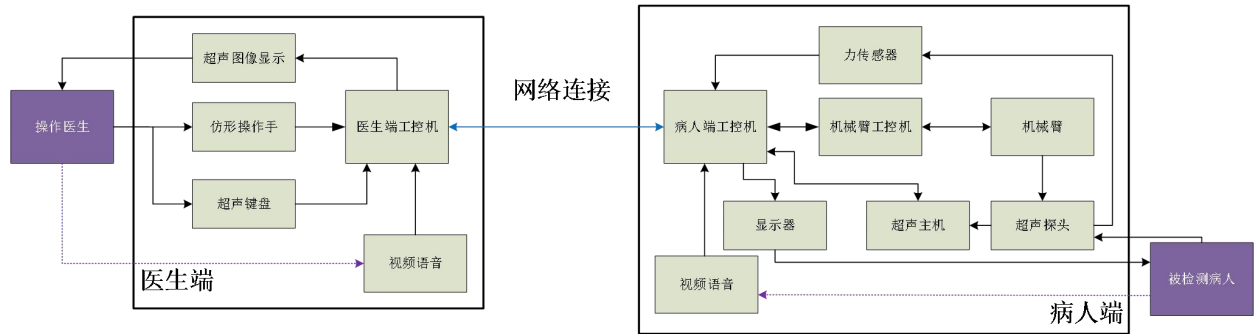 超声图像显示
操作医生
仿形操作手
医生端工控机
超声键盘
视频语音
医生端
网络连接
力传感器
病人端工控机
机械臂工控机
机械臂
显示器
超声主机
超声探头
视频语音
被检测病人
病人端